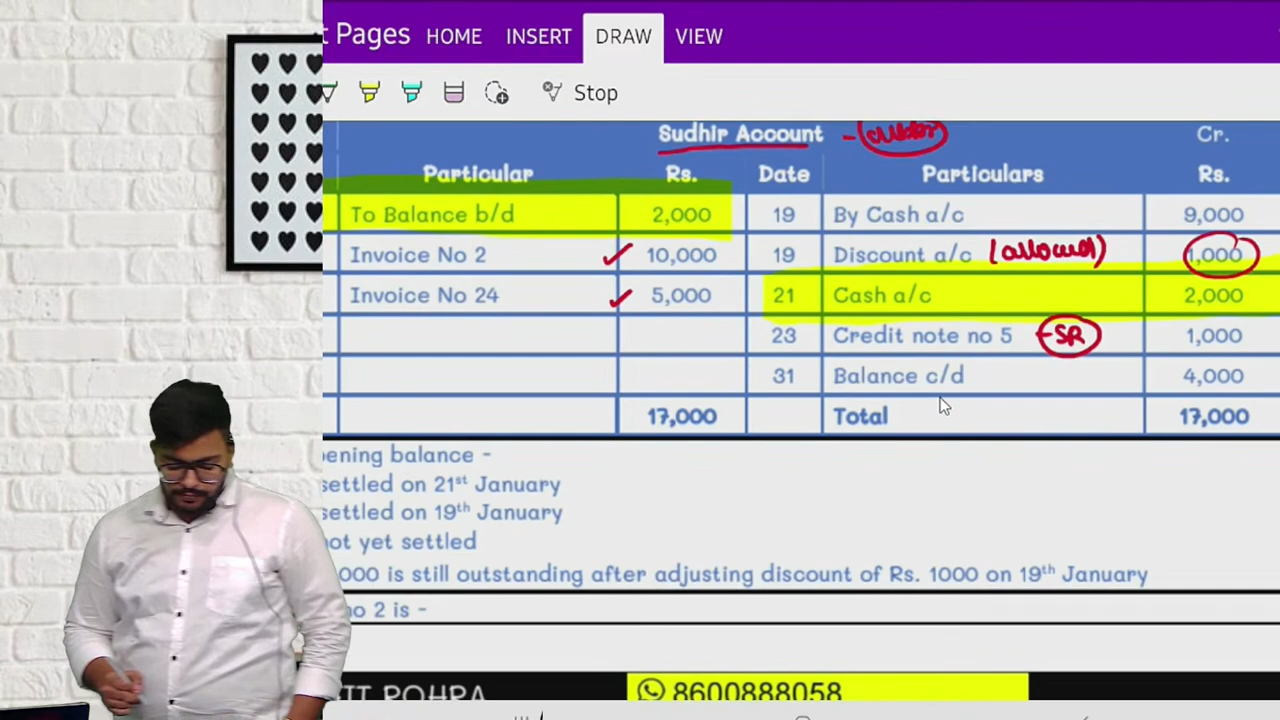 t Pages HOME INSERT DRAW VIEW
Stop
Sudhir Account - Cr.
Particular Rs. Date Particulars Rs.
To Balance b/d 2,000 19 By Cash a/c 9,000
Invoice No 2 10,000 19 Discount a/c (allowed) 1,000
Invoice No 24 5,000 21 Cash a/c 2,000
23 Credit note no 5 -SR 1,000
31 Balance c/d 4,000
17,000 Total 17,000
ening balance -
settled on 21st January
settled on 19th January
not yet settled
000 is still outstanding after adjusting discount of Rs. 1000 on 19th January
no 2 is -
IT ROHRA 8600888058